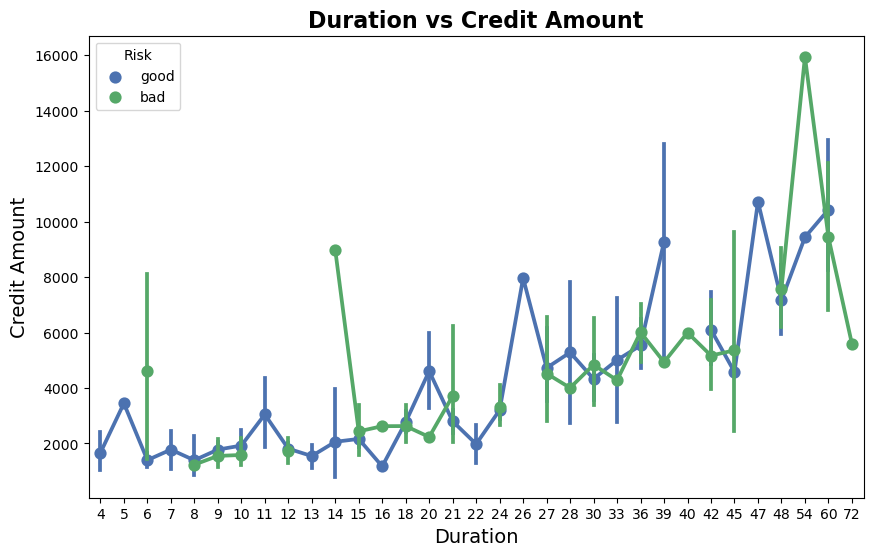 Duration vs Credit Amount
Risk
good
bad
16000
14000
12000
10000
8000
6000
4000
2000
Credit Amount
4 5 6 7 8 9 10 11 12 13 14 15 16 18 20 21 22 24 26 27 28 30 33 36 39 40 42 45 47 48 54 60 72
Duration